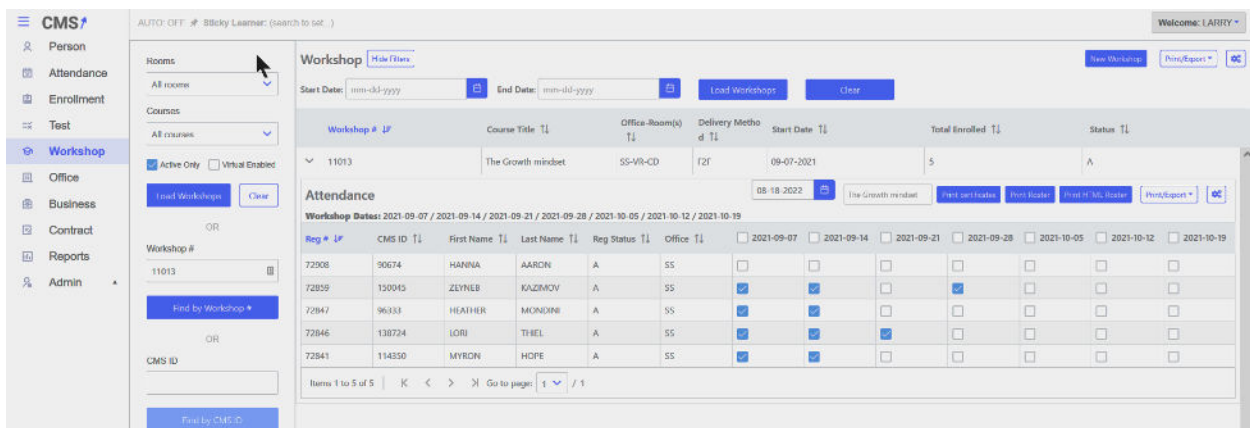 CMS
AUTO: OFF Sticky Learner: (search to set...)
Welcome: LARRY
Person
Attendance
Enrollment
Test
Workshop
Office
Business
Contract
Reports
Admin
Rooms
All rooms
Courses
All courses
Active Only Virtual Enabled
Load Workshops Clear
OR
Workshop #
11013
Find by Workshop #
OR
CMS ID
Find by CMS ID
Workshop Hide Filters New Workshop Print/Export
Start Date: mm-dd-yyyy End Date: mm-dd-yyyy Load Workshops Clear
Workshop # Course Title Office-Room(s) Delivery Metho
d Start Date Total Enrolled Status
11013 The Growth mindset SS-VR-CD F2F 09-07-2021 5 A
Attendance 08-18-2022 The Growth mindset Print certificates Print Roster Print HTML Roster Print/Export
Workshop Dates: 2021-09-07 / 2021-09-14 / 2021-09-21 / 2021-09-28 / 2021-10-05 / 2021-10-12 / 2021-10-19
Reg # CMS ID First Name Last Name Reg Status Office 2021-09-07 2021-09-14 2021-09-21 2021-09-28 2021-10-05 2021-10-12 2021-10-19
72908 90674 HANNA AARON A SS
72859 150045 ZEYNEB KAZIMOV A SS
72847 96333 HEATHER MONDINI A SS
72846 138724 LORI THIEL A SS
72841 114350 MYRON HOPE A SS
Items 1 to 5 of 5 Go to page: 1 / 1